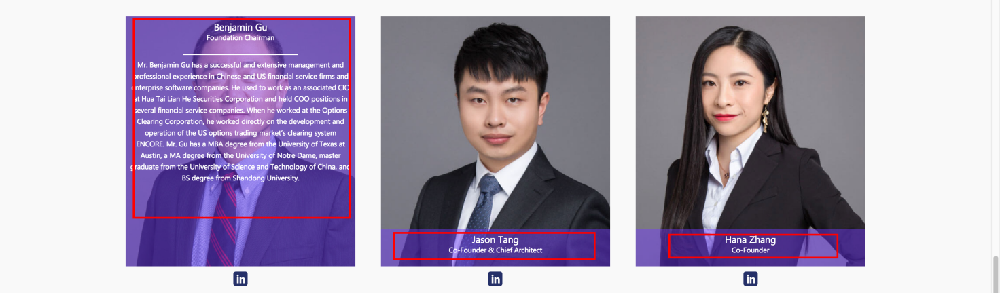 Benjamin Gu
Foundation Chairman
Mr. Benjamin Gu has a successful and extensive management and
professional experience in Chinese and US financial service firms and
enterprise software companies. He used to work as an associated CIO
at Hua Tai Lian He Securities Corporation and held COO positions in
several financial service companies. When he worked at the Options
Clearing Corporation, he worked directly on the development and
operation of the US options trading market's clearing system
ENCORE. Mr. Gu has a MBA degree from the University of Texas at
Austin, a MA degree from the University of Notre Dame, master
graduate from the University of Science and Technology of China, and
BS degree from Shandong University.
in
Jason Tang
Co-Founder & Chief Architect
in
Hana Zhang
Co-Founder
in